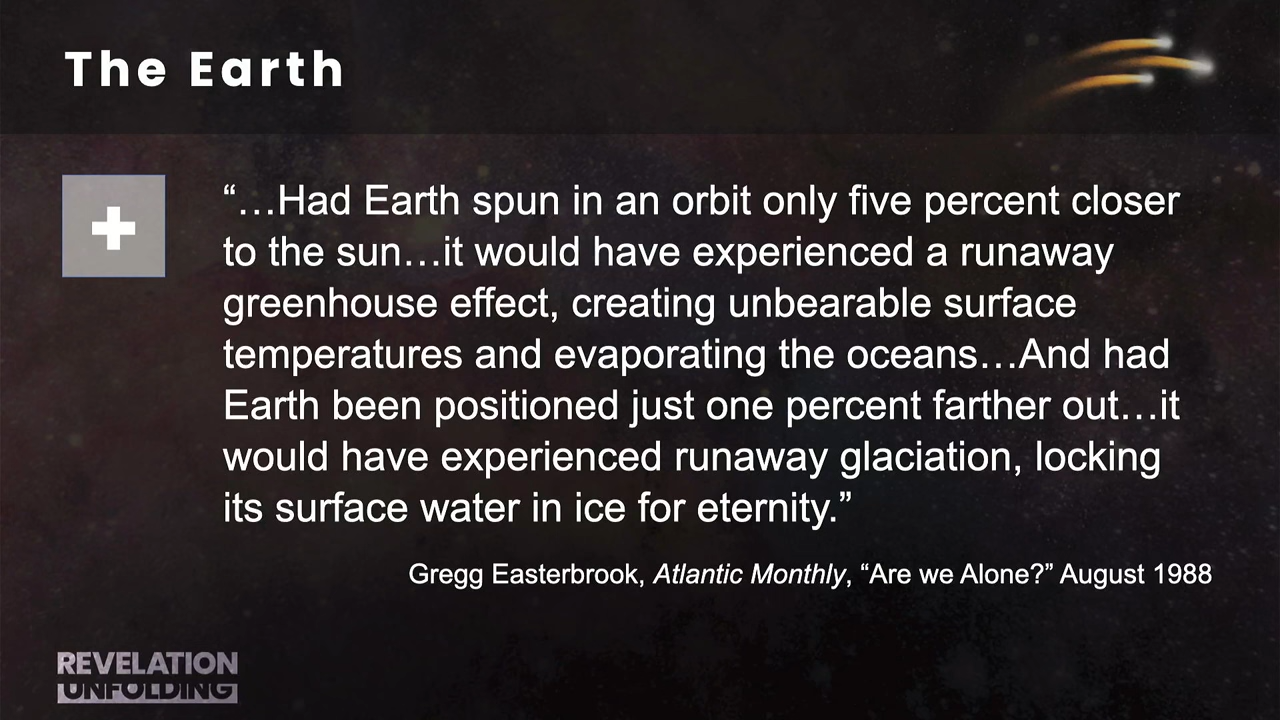 The Earth
“…Had Earth spun in an orbit only five percent closer
to the sun…it would have experienced a runaway
greenhouse effect, creating unbearable surface
temperatures and evaporating the oceans…And had
Earth been positioned just one percent farther out…it
would have experienced runaway glaciation, locking
its surface water in ice for eternity.”
Gregg Easterbrook, Atlantic Monthly, “Are we Alone?” August 1988
REVELATION
UNFOLDING